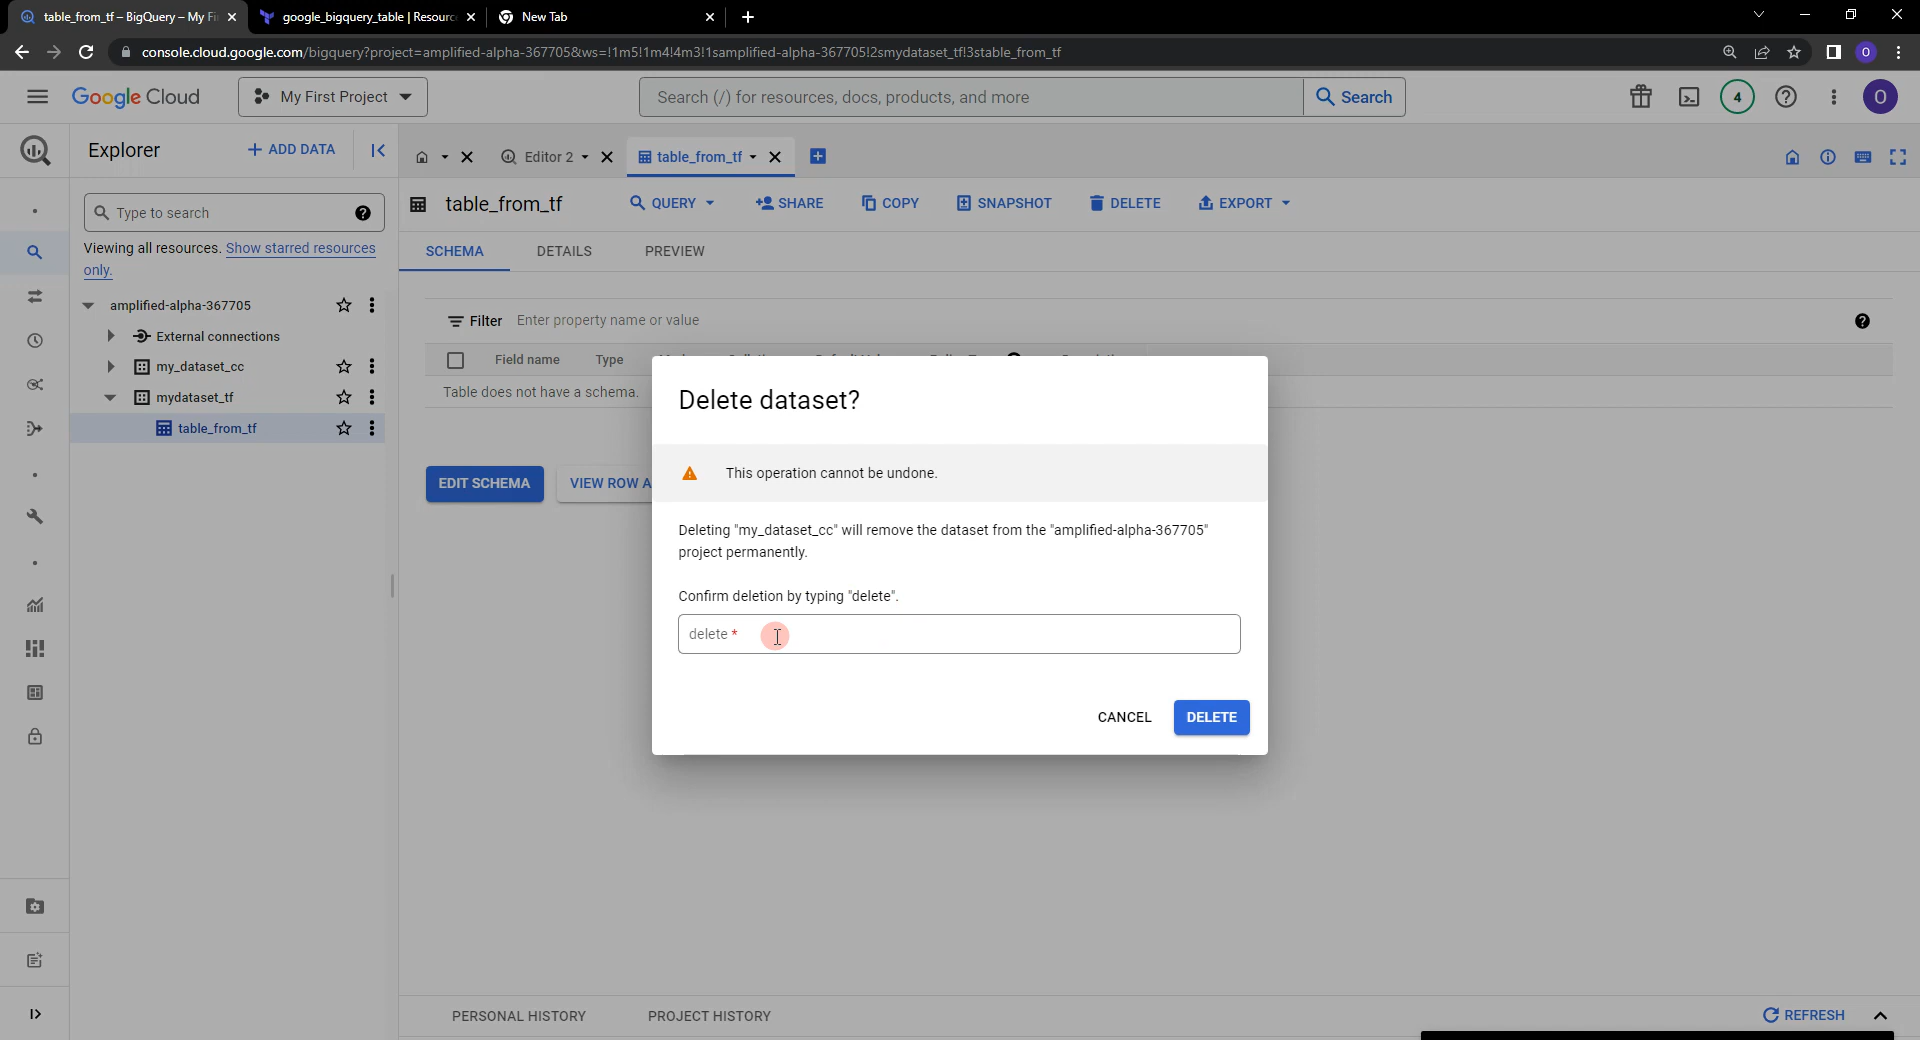 table_from_tf – BigQuery – My Fi
google_bigquery_table | Resourc
New Tab
console.cloud.google.com/bigquery?project=amplified-alpha-367705&ws=!1m5!1m4!4m3!1samplified-alpha-367705!2smydataset_tf!3stable_from_tf
O
Google Cloud
My First Project
Search (/) for resources, docs, products, and more
Search
4
O
Explorer
+ ADD DATA
Editor 2
table_from_tf
Type to search
table_from_tf
QUERY
SHARE
COPY
SNAPSHOT
DELETE
EXPORT
Viewing all resources. Show starred resources
only.
SCHEMA
DETAILS
PREVIEW
amplified-alpha-367705
External connections
my_dataset_cc
mydataset_tf
table_from_tf
Filter
Enter property name or value
Field name
Type
Table does not have a schema.
EDIT SCHEMA
VIEW ROW A
Delete dataset?
This operation cannot be undone.
Deleting "my_dataset_cc" will remove the dataset from the "amplified-alpha-367705"
project permanently.
Confirm deletion by typing "delete".
delete *
CANCEL
DELETE
PERSONAL HISTORY
PROJECT HISTORY
REFRESH